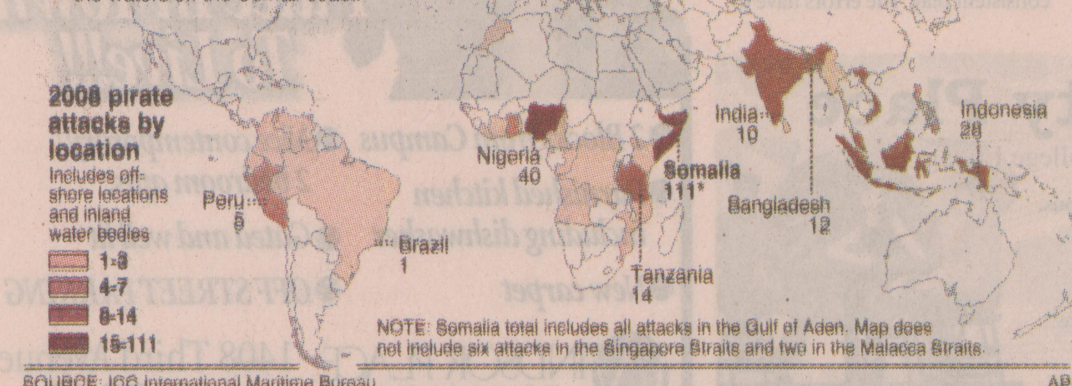 2008 pirate
attacks by
location
Includes off-
shore locations
and inland
water bodies
1-3
4-7
8-14
15-111
Peru
Brazil
1
Nigeria
40
Somalia
111*
Tanzania
14
India
10
Bangladesh
12
Indonesia
28
NOTE: Somalia total includes all attacks in the Gulf of Aden. Map does
not include six attacks in the Singapore Straits and two in the Malacca Straits.
SOURCE: ICC International Maritime Bureau